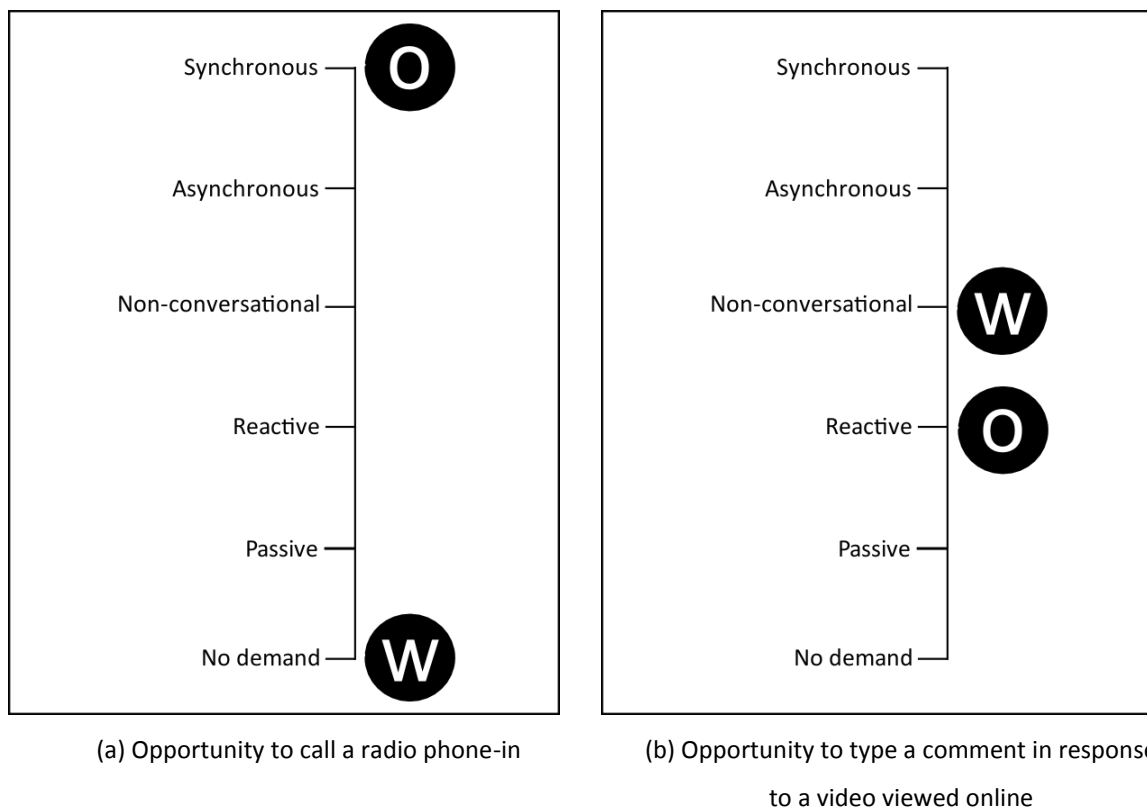 Synchronous
O
Asynchronous
Non-conversational
Reactive
Passive
No demand
W
(a) Opportunity to call a radio phone-in
Synchronous
Asynchronous
Non-conversational
W
Reactive
O
Passive
No demand
(b) Opportunity to type a comment in response
to a video viewed online